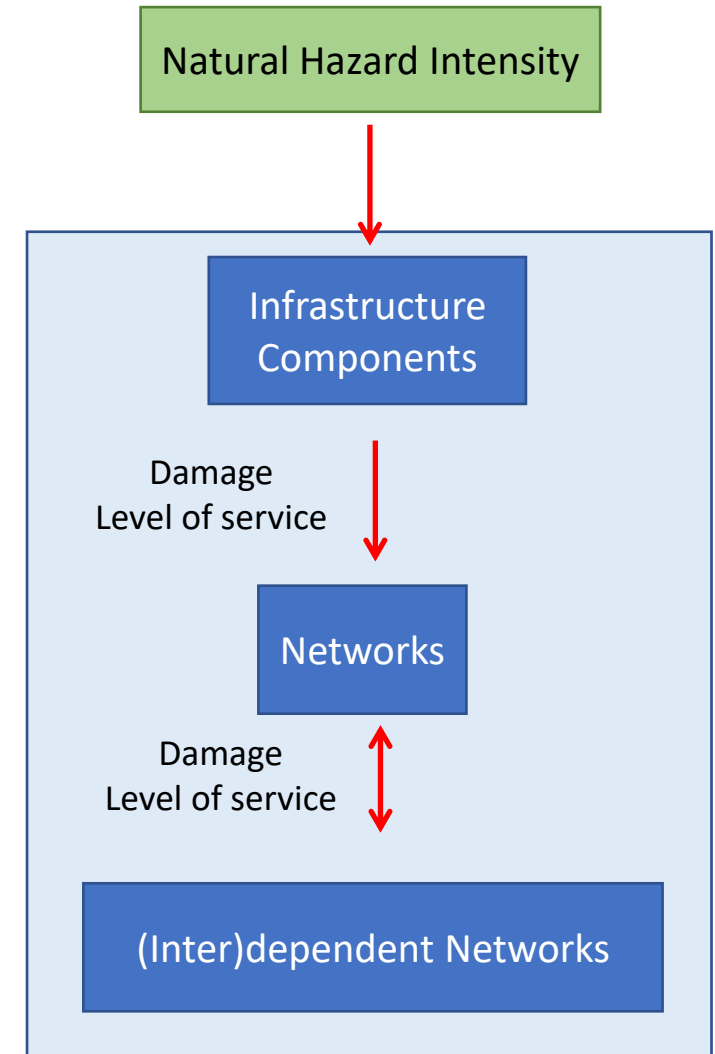 Natural Hazard Intensity
Infrastructure
Components
Damage
Level of service
Networks
Damage
Level of service
(Inter)dependent Networks